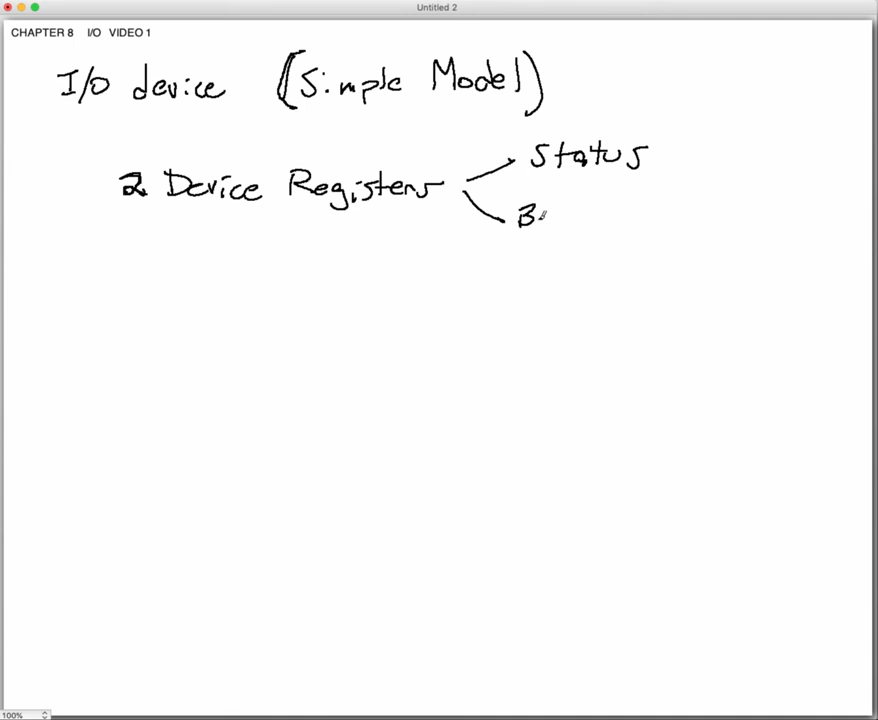 Untitled 2
CHAPTER 8 I/O VIDEO 1
I/O device (Simple Model)
2 Device Registers
Status
B
100%